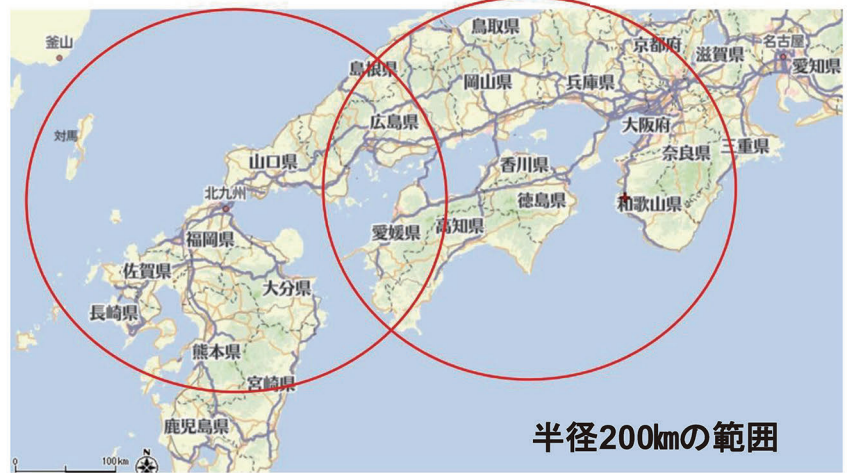 鳥取県
釜山
京都府
名古屋
滋賀県
島根県
愛知県
岡山県
兵庫県
広島県
大阪府
対馬
三重県
奈良県
山口県
香川県
北九州
徳島県
和歌山県
高知県
愛媛県
福岡県
佐賀県
大分県
長崎県
熊本県
宮崎県
鹿児島県
半径200㎞の範囲
0 100km
N